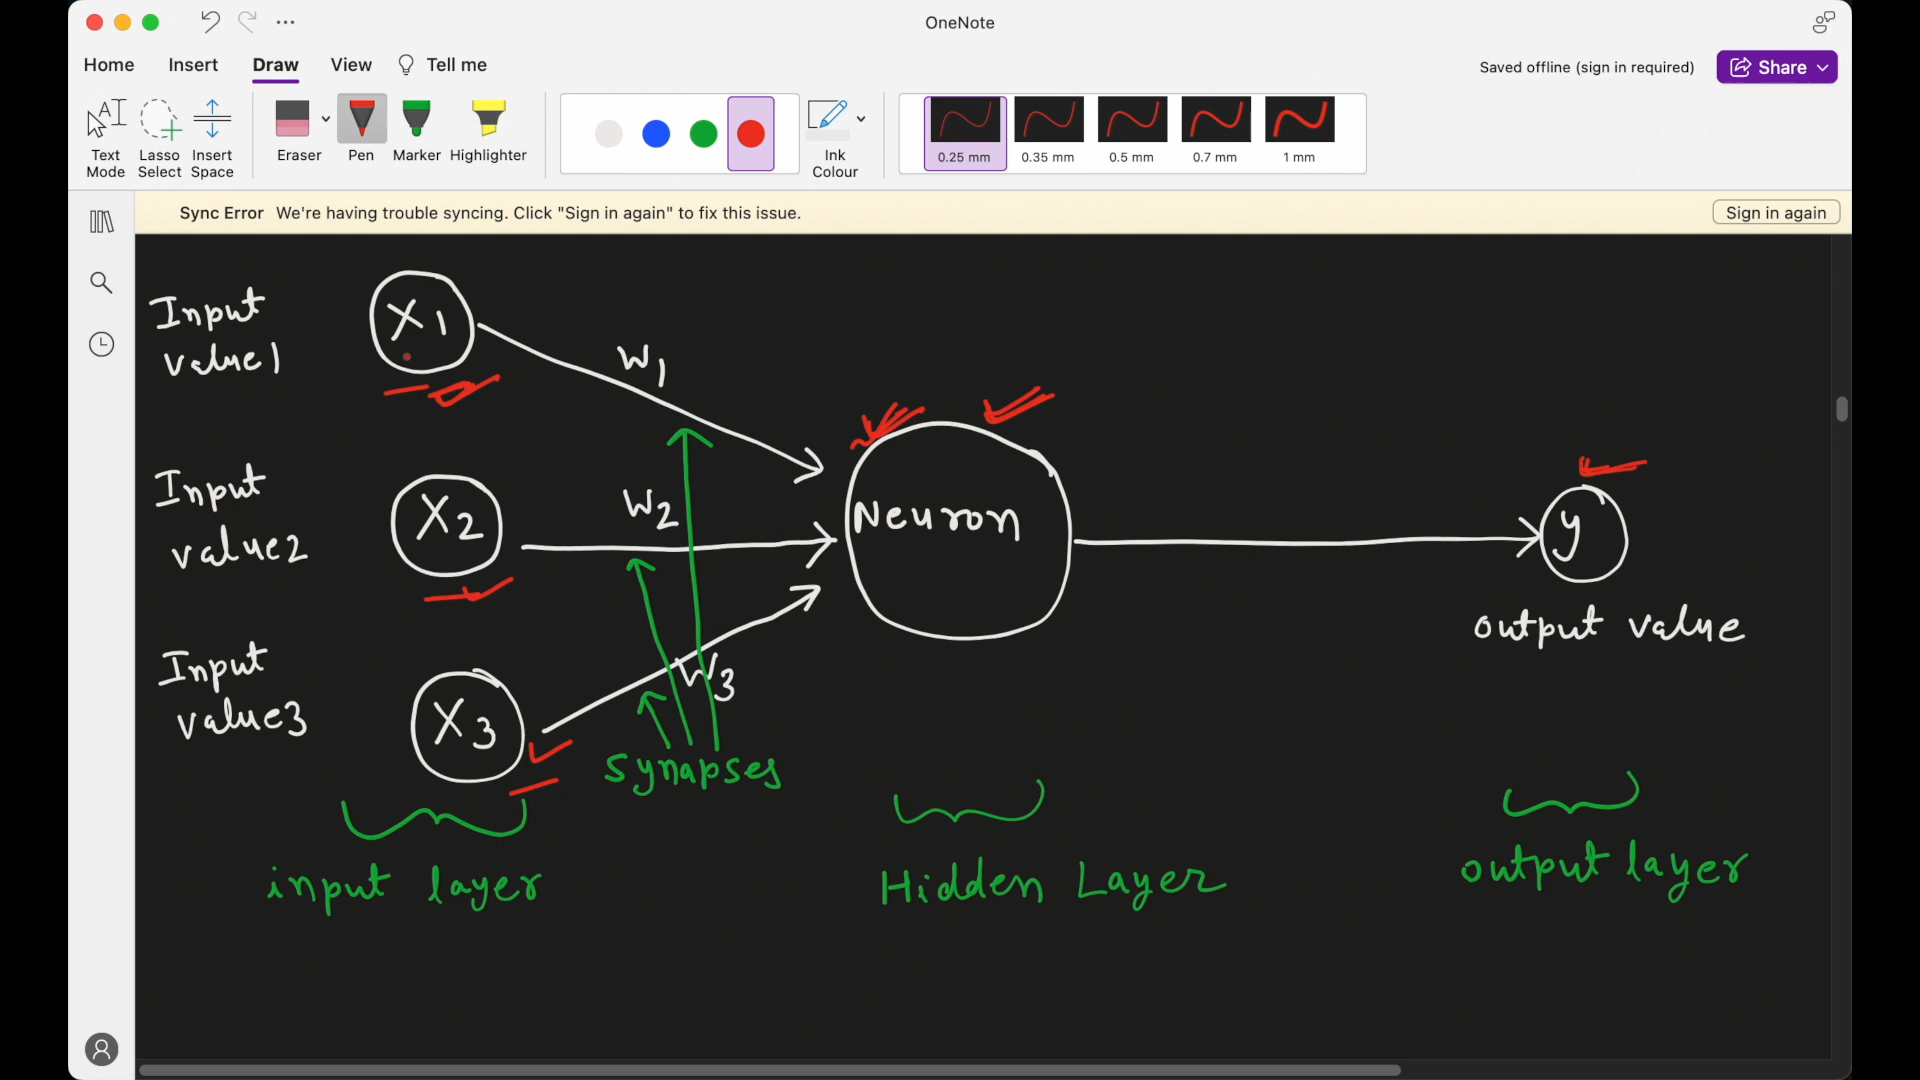 OneNote
Home Insert Draw View Tell me
Saved offline (sign in required)
Share
Text Mode
Lasso Select
Insert Space
Eraser
Pen
Marker
Highlighter
Ink Colour
0.25 mm
0.35 mm
0.5 mm
0.7 mm
1 mm
Sync Error We're having trouble syncing. Click "Sign in again" to fix this issue.
Sign in again
Input
value1
X1
W1
Input
value2
X2
W2
Neuron
y
output value
Input
value3
X3
W3
Synapses
input layer
Hidden Layer
output layer